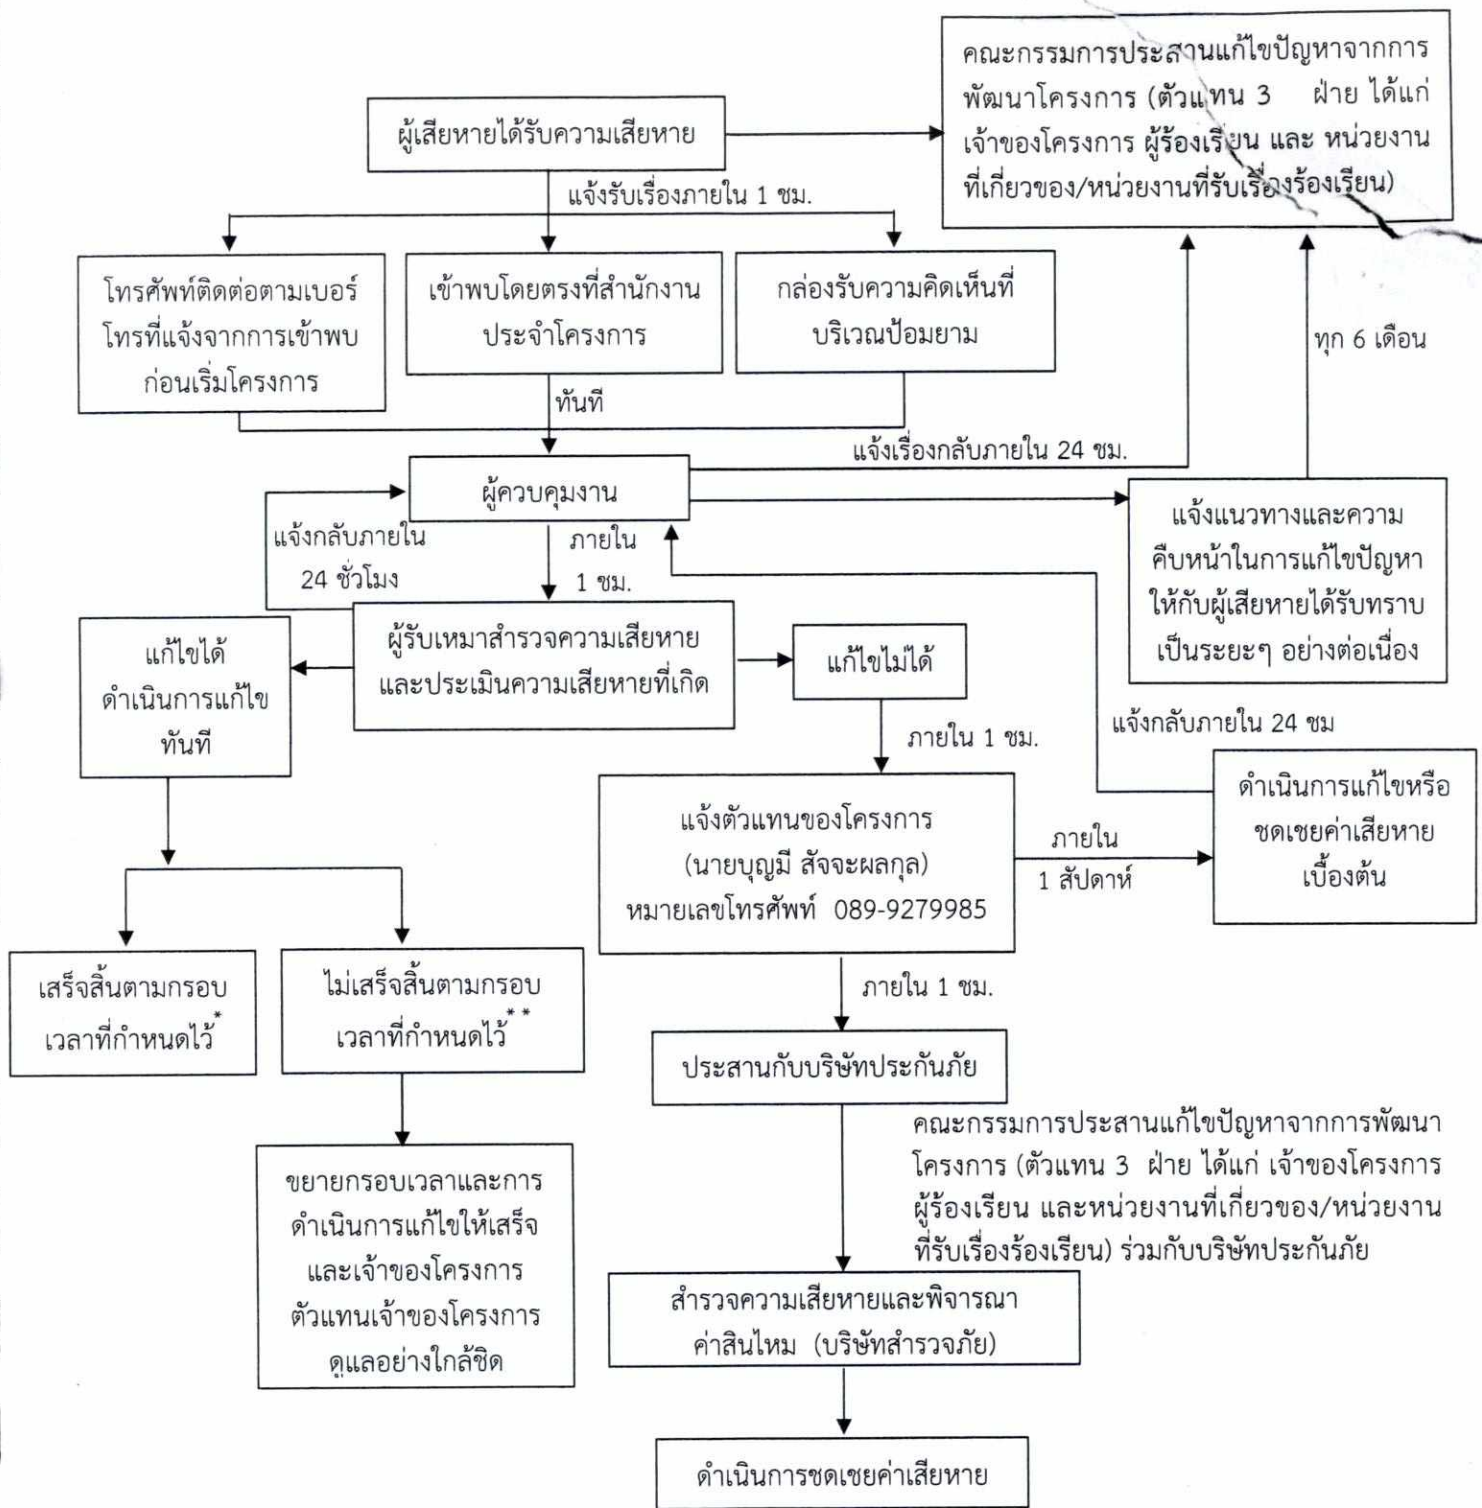 คณะกรรมการประสานแก้ไขปัญหาจากการ
พัฒนาโครงการ (ตัวแทน 3 ฝ่าย ได้แก่
เจ้าของโครงการ ผู้ร้องเรียน และ หน่วยงาน
ที่เกี่ยวของ/หน่วยงานที่รับเรื่องร้องเรียน)
ผู้เสียหายได้รับความเสียหาย
แจ้งรับเรื่องภายใน 1 ชม.
โทรศัพท์ติดต่อตามเบอร์
โทรที่แจ้งจากการเข้าพบ
ก่อนเริ่มโครงการ
เข้าพบโดยตรงที่สำนักงาน
ประจำโครงการ
กล่องรับความคิดเห็นที่
บริเวณป้อมยาม
ทุก 6 เดือน
ทันที
แจ้งเรื่องกลับภายใน 24 ชม.
ผู้ควบคุมงาน
แจ้งกลับภายใน
24 ชั่วโมง
ภายใน
1 ชม.
แจ้งแนวทางและความ
คืบหน้าในการแก้ไขปัญหา
ให้กับผู้เสียหายได้รับทราบ
เป็นระยะๆ อย่างต่อเนื่อง
แก้ไขได้
ดำเนินการแก้ไข
ทันที
ผู้รับเหมาสำรวจความเสียหาย
และประเมินความเสียหายที่เกิด
แก้ไขไม่ได้
ภายใน 1 ชม.
แจ้งกลับภายใน 24 ชม
แจ้งตัวแทนของโครงการ
(นายบุญมี สัจจะผลกุล)
หมายเลขโทรศัพท์ 089-9279985
ภายใน
1 สัปดาห์
ดำเนินการแก้ไขหรือ
ชดเชยค่าเสียหาย
เบื้องต้น
เสร็จสิ้นตามกรอบ
เวลาที่กำหนดไว้*
ไม่เสร็จสิ้นตามกรอบ
เวลาที่กำหนดไว้**
ภายใน 1 ชม.
ประสานกับบริษัทประกันภัย
คณะกรรมการประสานแก้ไขปัญหาจากการพัฒนา
โครงการ (ตัวแทน 3 ฝ่าย ได้แก่ เจ้าของโครงการ
ผู้ร้องเรียน และหน่วยงานที่เกี่ยวของ/หน่วยงาน
ที่รับเรื่องร้องเรียน) ร่วมกับบริษัทประกันภัย
ขยายกรอบเวลาและการ
ดำเนินการแก้ไขให้เสร็จ
และเจ้าของโครงการ
ตัวแทนเจ้าของโครงการ
ดูแลอย่างใกล้ชิด
สำรวจความเสียหายและพิจารณา
ค่าสินไหม (บริษัทสำรวจภัย)
ดำเนินการชดเชยค่าเสียหาย